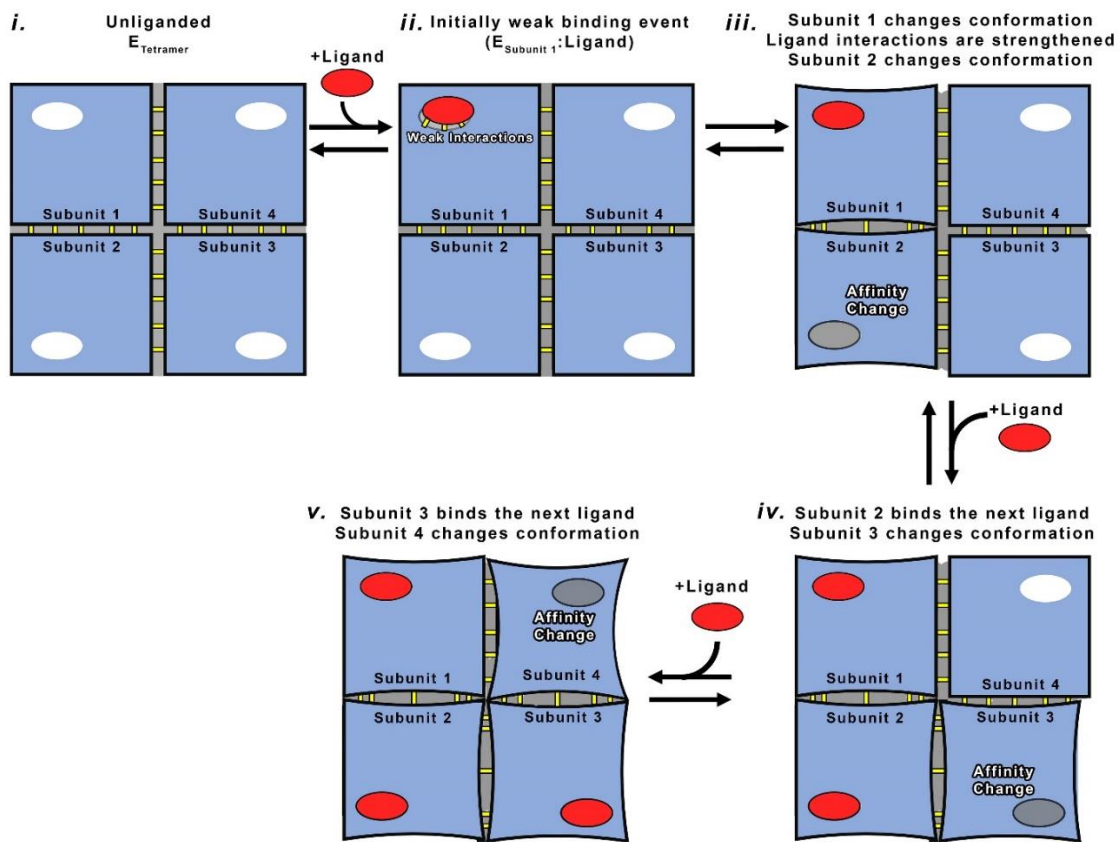 i. Unliganded
E_Tetramer
+Ligand
Subunit 1
Subunit 4
Subunit 2
Subunit 3
ii. Initially weak binding event
(E_Subunit 1:Ligand)
Weak Interactions
Subunit 1
Subunit 4
Subunit 2
Subunit 3
iii. Subunit 1 changes conformation
Ligand interactions are strengthened
Subunit 2 changes conformation
Subunit 1
Subunit 4
Subunit 2
Subunit 3
Affinity
Change
+Ligand
iv. Subunit 2 binds the next ligand
Subunit 3 changes conformation
Subunit 1
Subunit 4
Subunit 2
Subunit 3
Affinity
Change
+Ligand
v. Subunit 3 binds the next ligand
Subunit 4 changes conformation
Affinity
Change
Subunit 1
Subunit 4
Subunit 2
Subunit 3